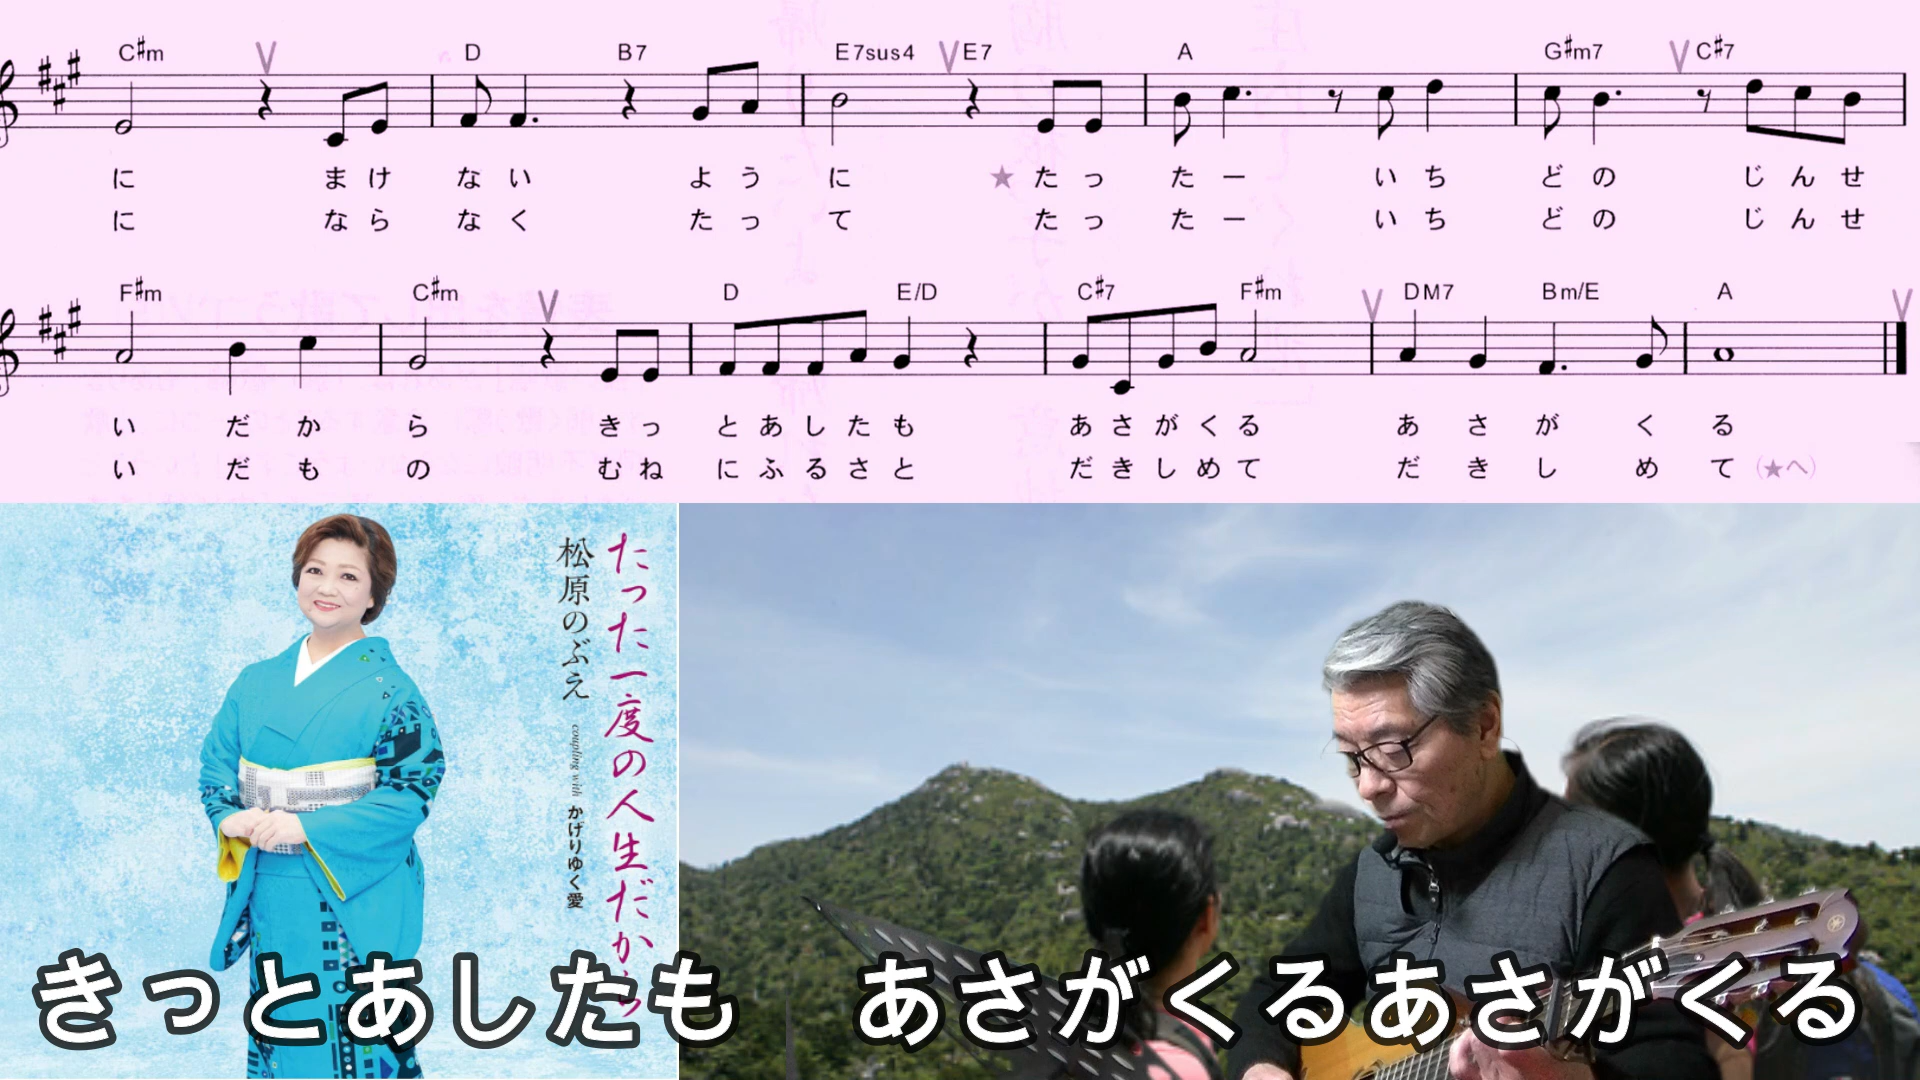 C#m D B7 E7sus4 E7 A G#m7 C#7
に まけ ない よう に ★たっ たー いち どの じんせ
に なら なく たっ て たっ たー いち どの じんせ
F#m C#m D E/D C#7 F#m DM7 Bm/E A
い だか ら きっ とあしたも あさがくる あさが くる
い だも の むね にふるさと だきしめて だきし めて (★へ)
たった一度の人生だから
松原のぶえ
coupling with かげりゆく愛
きっとあしたも あさがくるあさがくる